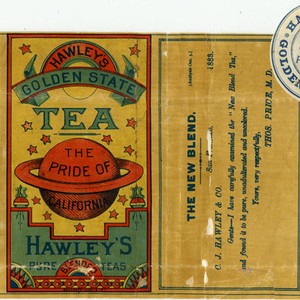 HAWLEY'S
GOLDEN STATE
TEA
THE
PRIDE OF
CALIFORNIA
HAWLEY'S
PURE BLENDED TEAS
THE NEW BLEND.
1883.
C. J. HAWLEY & CO.
Gents—I have carefully examined the "New Blend Tea,"
and found it to be pure, unadulterated and uncolored.
Yours, very respectfully,
THOS. PRICE, M. D.